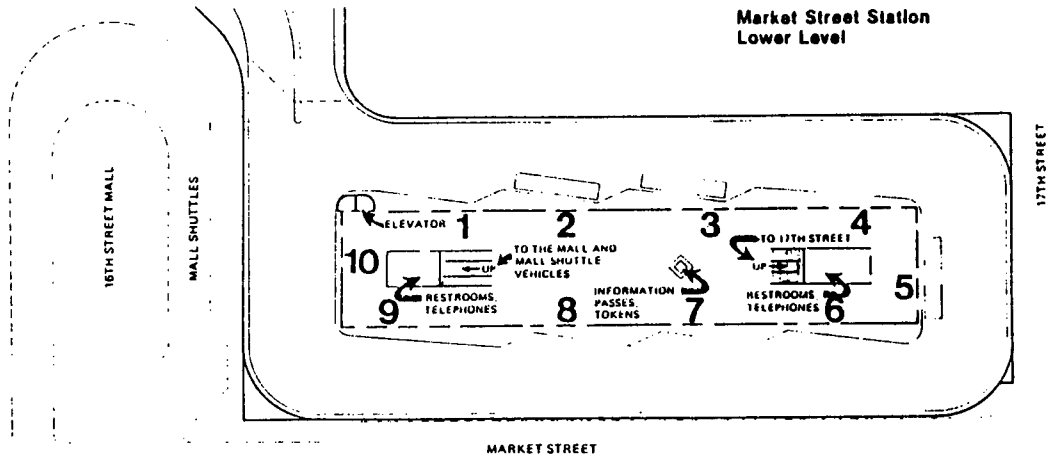 Market Street Station
Lower Level
16TH STREET MALL
MALL SHUTTLES
17TH STREET
ELEVATOR
1
2
3
4
TO 17TH STREET
10
UP
TO THE MALL AND
MALL SHUTTLE
VEHICLES
UP
5
9
RESTROOMS,
TELEPHONES
8
INFORMATION
PASSES,
TOKENS
7
RESTROOMS,
TELEPHONES
6
MARKET STREET